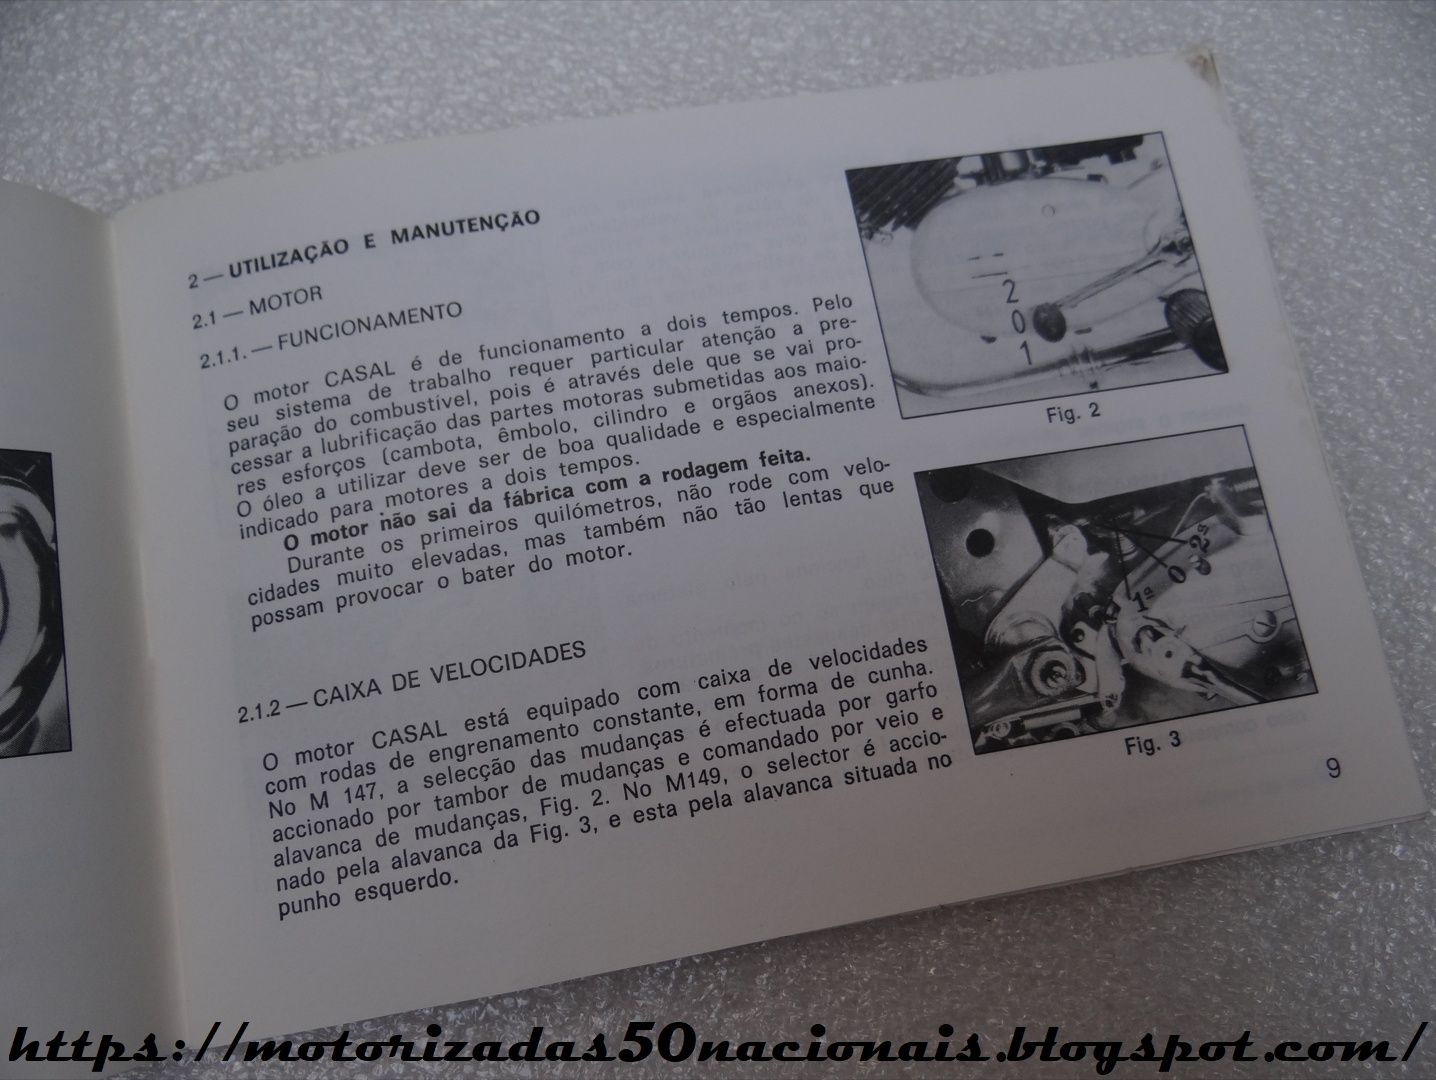 2 — UTILIZAÇÃO E MANUTENÇÃO
2.1 — MOTOR
2.1.1. — FUNCIONAMENTO
O motor CASAL é de funcionamento a dois tempos. Pelo
seu sistema de trabalho requer particular atenção a pre-
paração do combustível, pois é através dele que se vai pro-
cessar a lubrificação das partes motoras submetidas aos maio-
res esforços (cambota, êmbolo, cilindro e orgãos anexos).
O óleo a utilizar deve ser de boa qualidade e especialmente
indicado para motores a dois tempos.
O motor não sai da fábrica com a rodagem feita.
Durante os primeiros quilómetros, não rode com velo-
cidades muito elevadas, mas também não tão lentas que
possam provocar o bater do motor.
2.1.2 — CAIXA DE VELOCIDADES
O motor CASAL está equipado com caixa de velocidades
com rodas de engrenamento constante, em forma de cunha.
No M 147, a selecção das mudanças é efectuada por garfo
accionado por tambor de mudanças e comandado por veio e
alavanca de mudanças, Fig. 2. No M149, o selector é accio-
nado pela alavanca da Fig. 3, e esta pela alavanca situada no
punho esquerdo.
2
0
1
Fig. 2
2ª
0
1ª
Fig. 3
9
https://motorizadas50nacionais.blogspot.com/